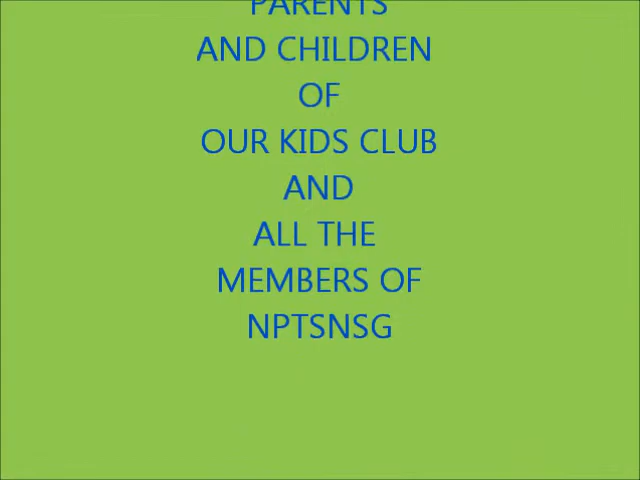 PARENTS
AND CHILDREN
OF
OUR KIDS CLUB
AND
ALL THE
MEMBERS OF
NPTSNSG